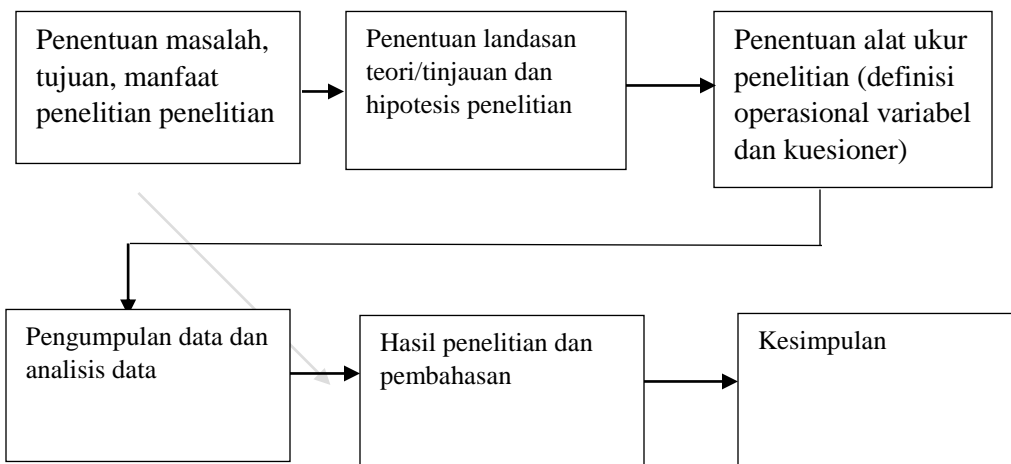 Penentuan masalah,
tujuan, manfaat
penelitian penelitian
Penentuan landasan
teori/tinjauan dan
hipotesis penelitian
Penentuan alat ukur
penelitian (definisi
operasional variabel
dan kuesioner)
Pengumpulan data dan
analisis data
Hasil penelitian dan
pembahasan
Kesimpulan